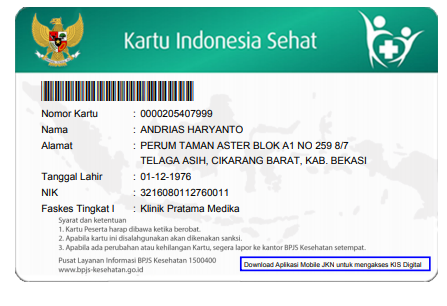 Kartu Indonesia Sehat
Nomor Kartu : 0000205407999
Nama : ANDRIAS HARYANTO
Alamat : PERUM TAMAN ASTER BLOK A1 NO 259 8/7
TELAGA ASIH, CIKARANG BARAT, KAB. BEKASI
Tanggal Lahir : 01-12-1976
NIK : 3216080112760011
Faskes Tingkat I : Klinik Pratama Medika
Syarat dan ketentuan
1. Kartu Peserta harap dibawa ketika berobat.
2. Apabila kartu ini disalahgunakan akan dikenakan sanksi.
3. Apabila ada perubahan atau kehilangan Kartu, segera lapor ke kantor BPJS Kesehatan setempat.
Pusat Layanan Informasi BPJS Kesehatan 1500400
www.bpjs-kesehatan.go.id
Download Aplikasi Mobile JKN untuk mengakses KIS Digital